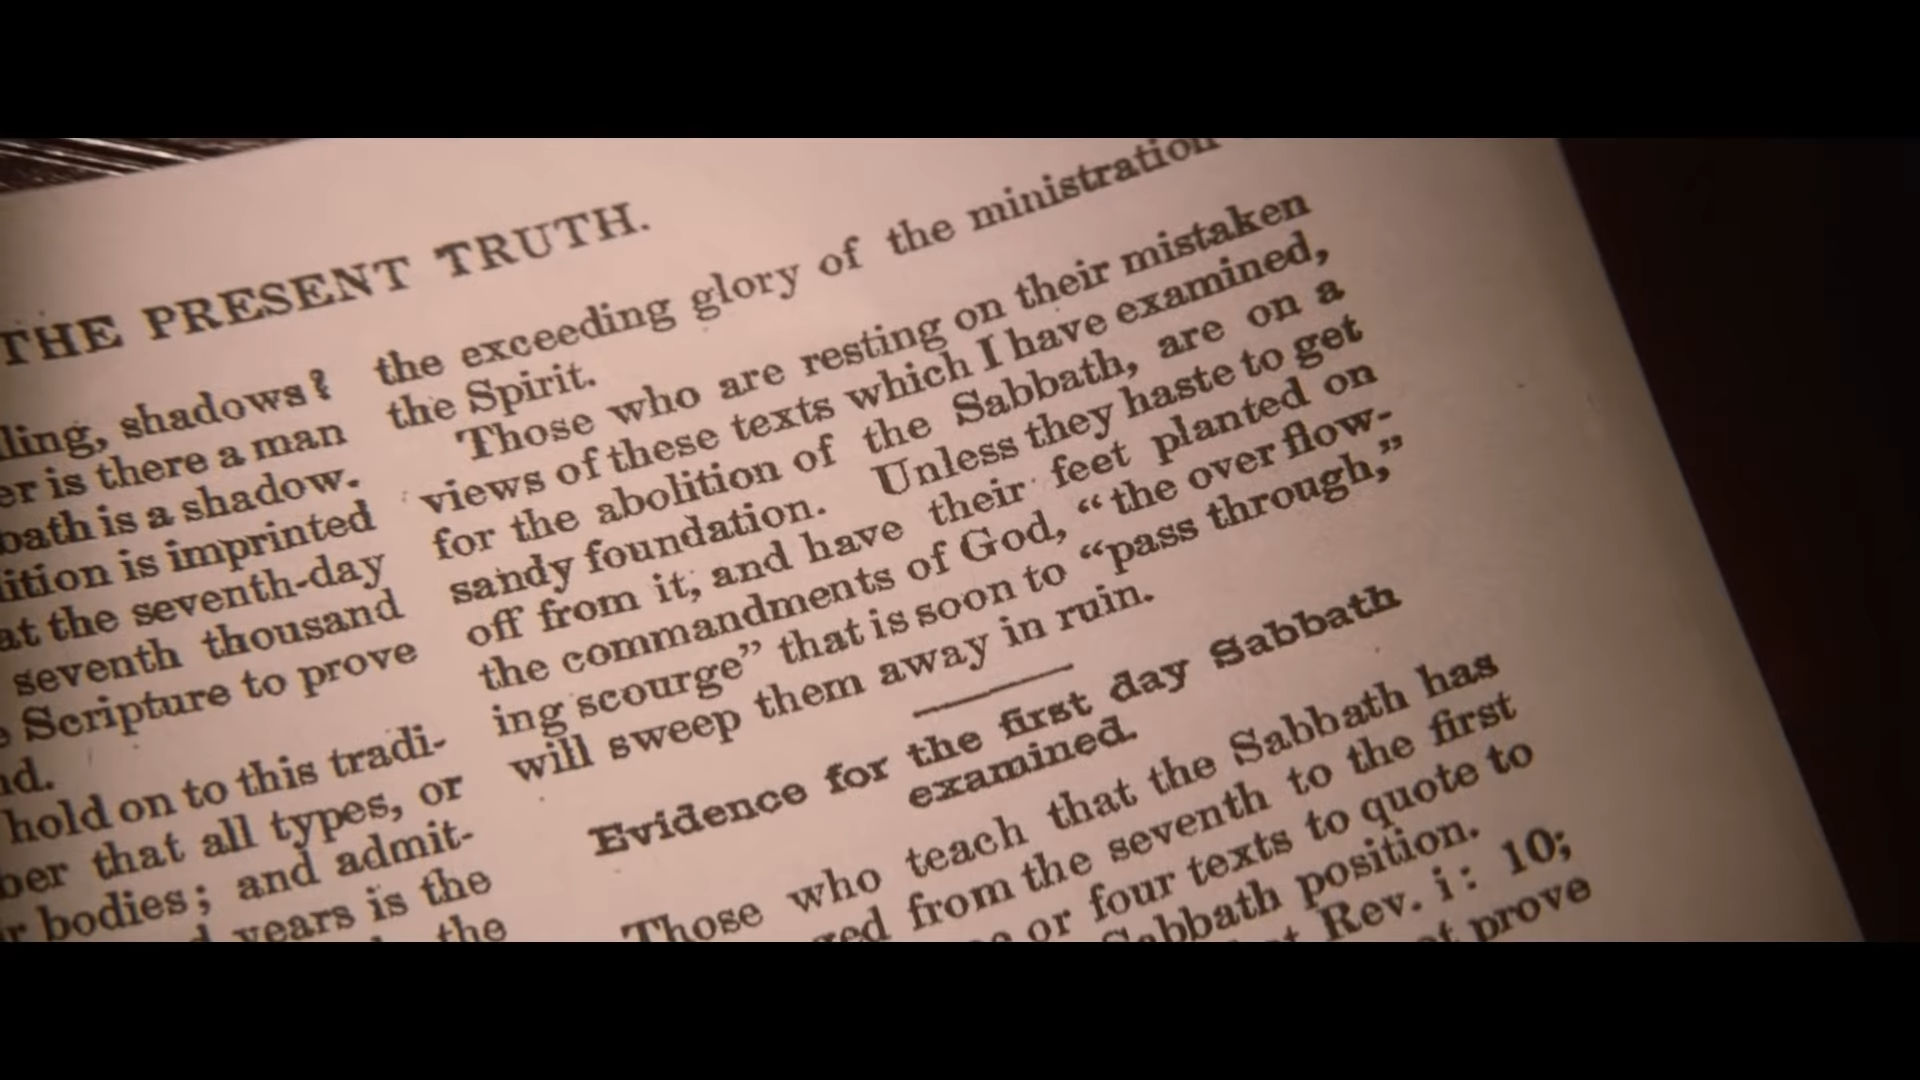 THE PRESENT TRUTH.
ling, shadows?
er is there a man
bath is a shadow.
ition is imprinted
at the seventh-day
seventh thousand
Scripture to prove
nd.
hold on to this tradi-
ber that all types, or
r bodies; and admit-
years is the
the
the exceeding glory of the ministration
the Spirit.
Those who are resting on their mistaken
views of these texts which I have examined,
for the abolition of the Sabbath, are on a
sandy foundation. Unless they haste to get
off from it, and have their feet planted on
the commandments of God, “the over flow-
ing scourge” that is soon to “pass through,”
will sweep them away in ruin.
Evidence for the first day Sabbath
examined.
Those who teach that the Sabbath has
ged from the seventh to the first
or four texts to quote to
Sabbath position.
Rev. i: 10;
prove